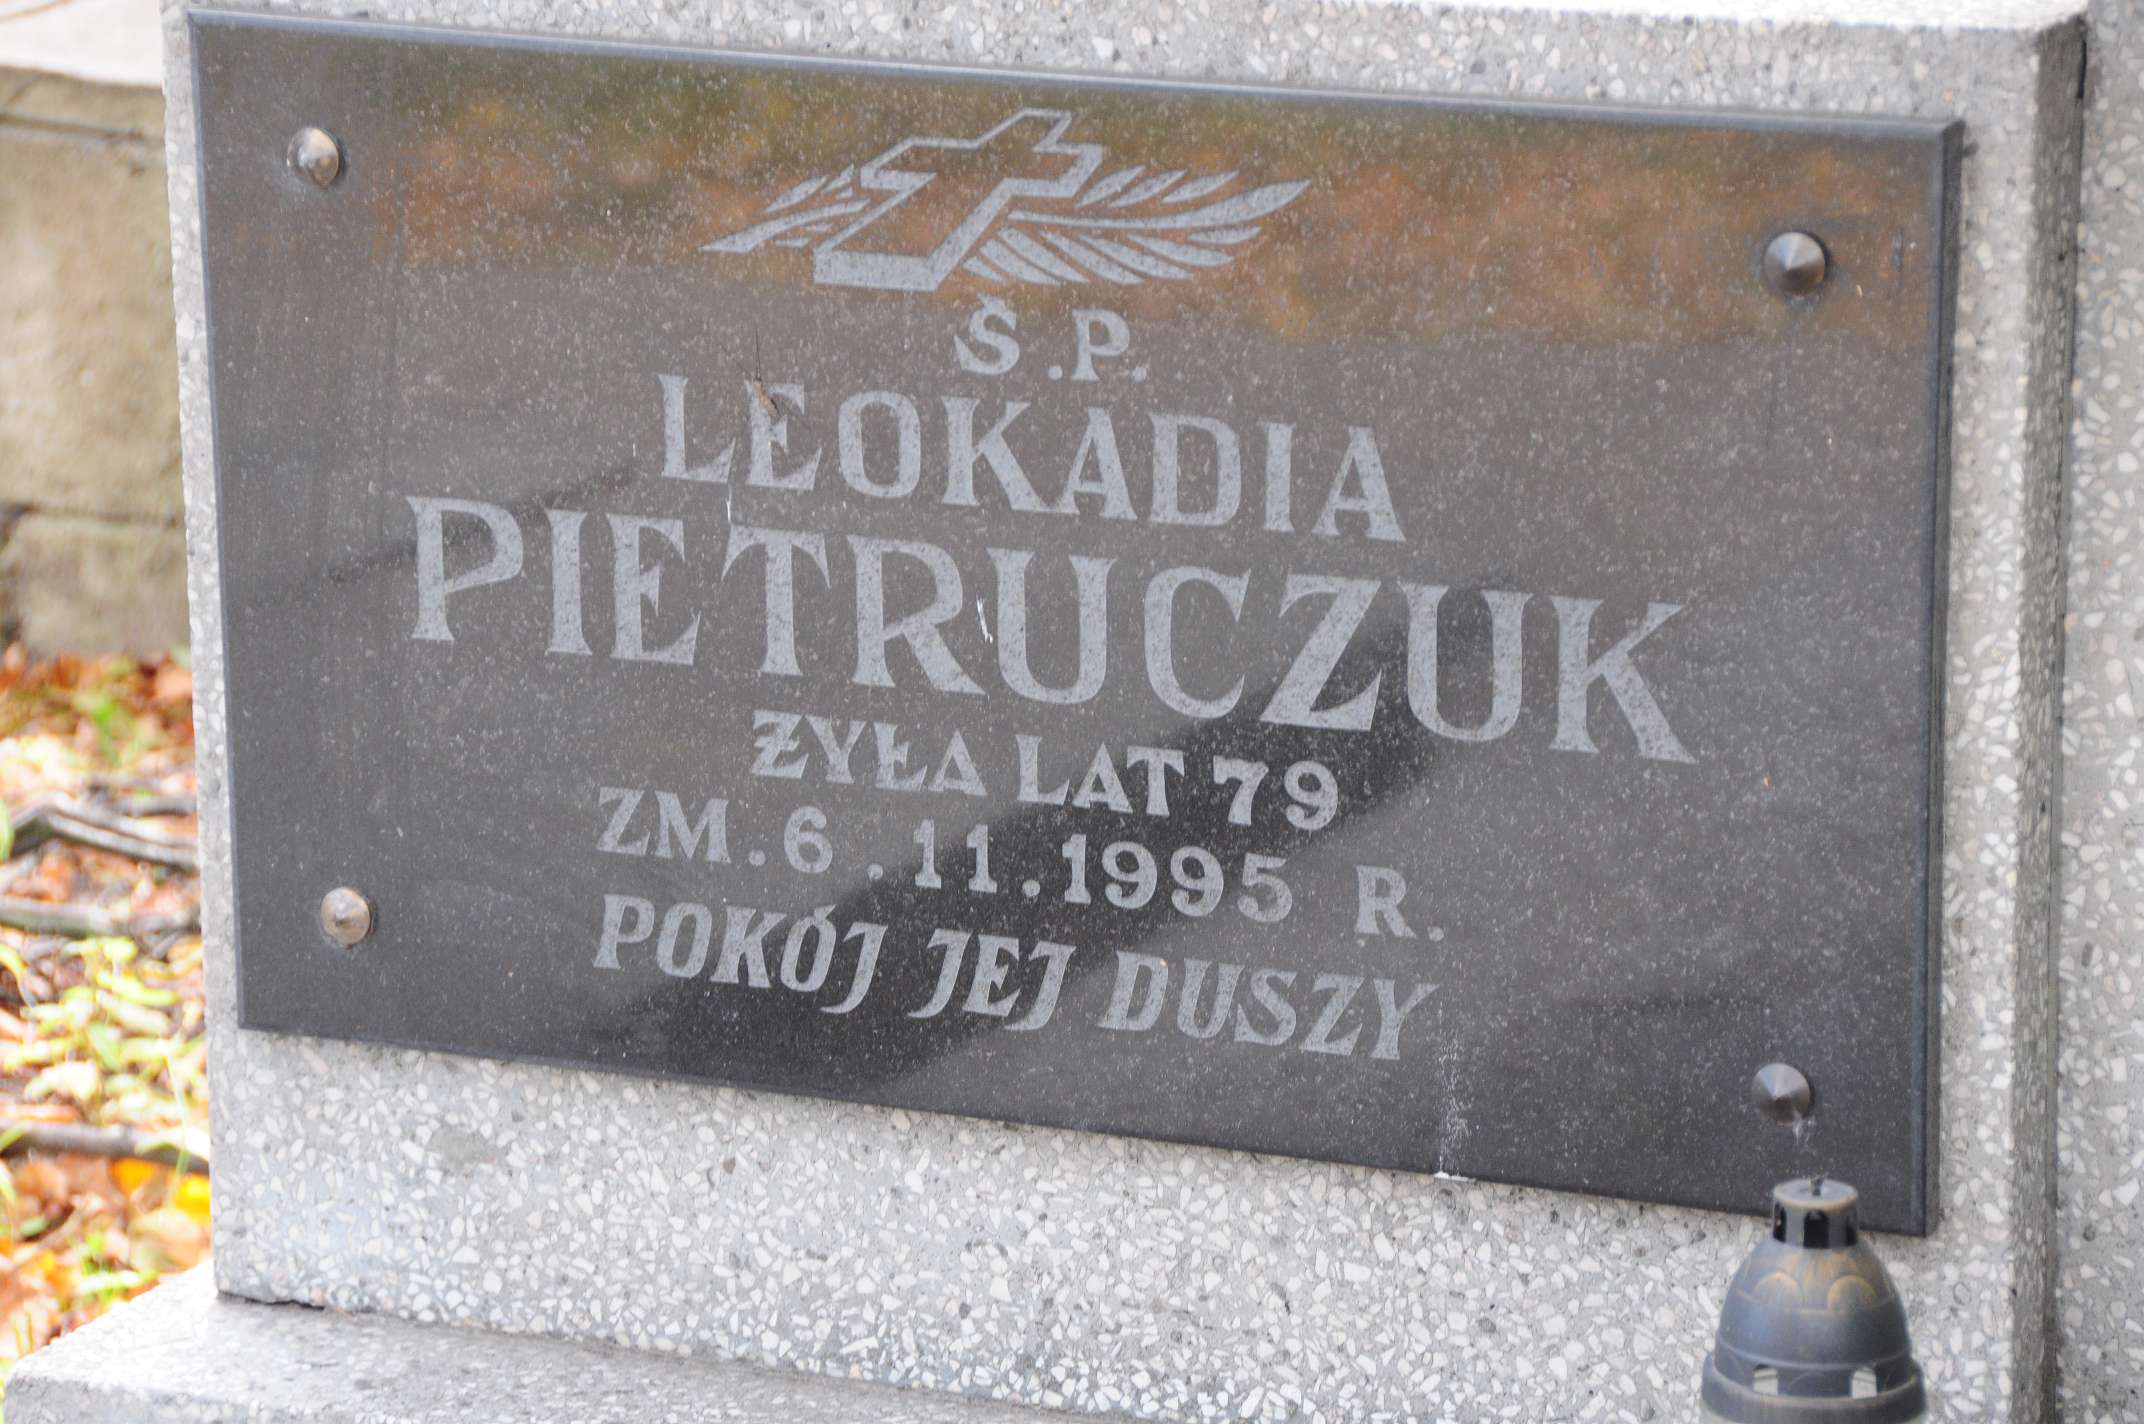 Ś.P.
LEOKADIA
PIETRUCZUK
ŻYŁA LAT 79
ZM. 6.11.1995 R.
POKÓJ JEJ DUSZY